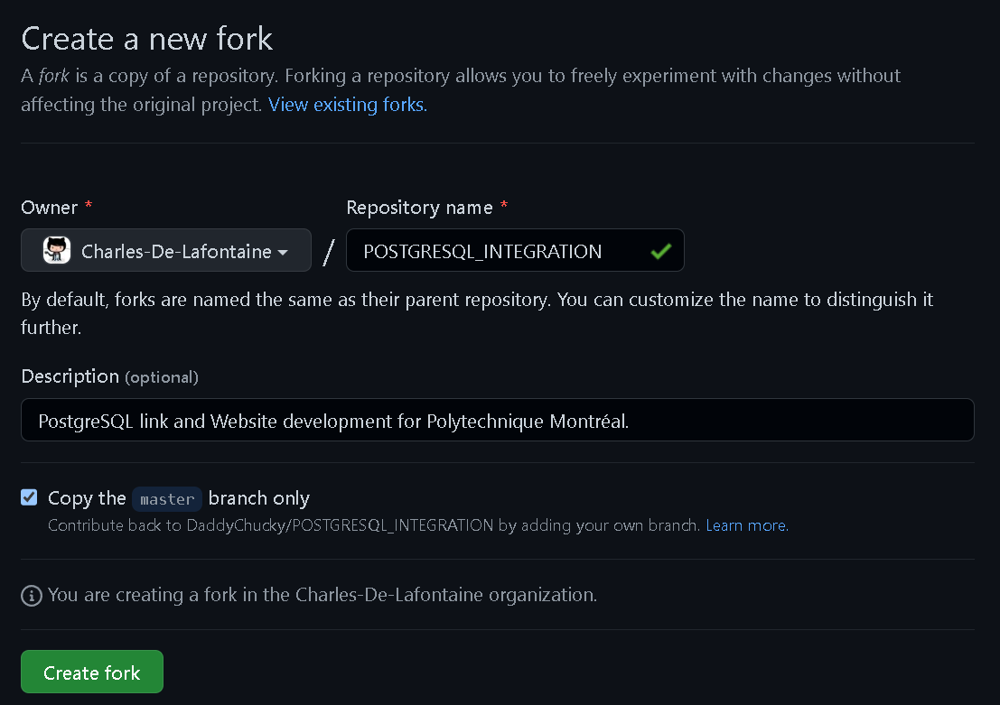 Create a new fork
A fork is a copy of a repository. Forking a repository allows you to freely experiment with changes without
affecting the original project. View existing forks.
Owner * Repository name *
Charles-De-Lafontaine / POSTGRESQL_INTEGRATION
By default, forks are named the same as their parent repository. You can customize the name to distinguish it
further.
Description (optional)
PostgreSQL link and Website development for Polytechnique Montréal.
Copy the master branch only
Contribute back to DaddyChucky/POSTGRESQL_INTEGRATION by adding your own branch. Learn more.
You are creating a fork in the Charles-De-Lafontaine organization.
Create fork